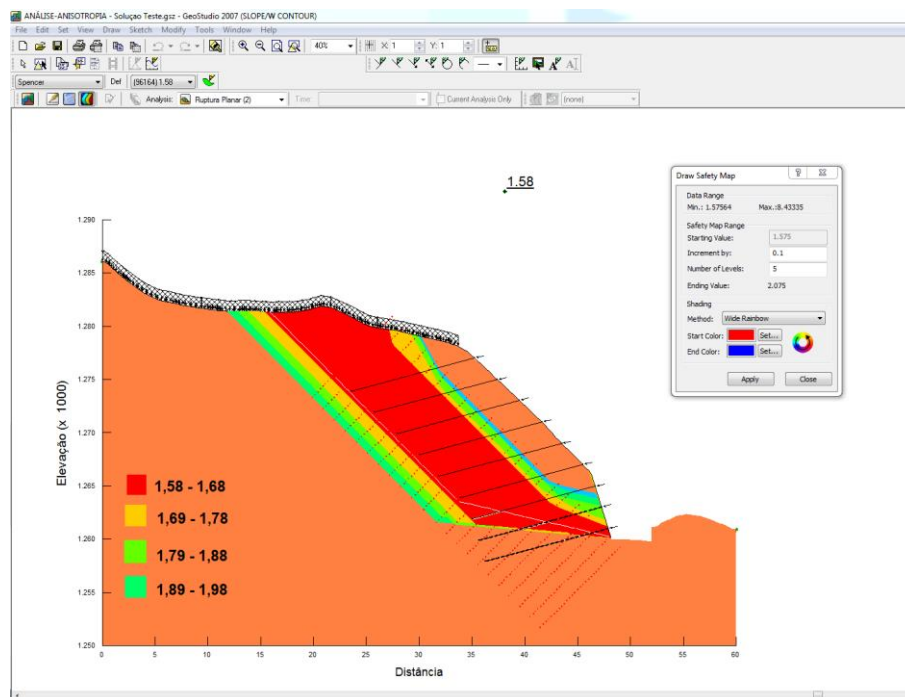 ANÁLISE-ANISOTROPIA - Soluçao Teste.gsz - GeoStudio 2007 (SLOPE/W CONTOUR)
File Edit Set View Draw Sketch Modify Tools Window Help
40% X: 1 Y: 1
Spencer Def (96164) 1.58
Analysis: Ruptura Planar (2) Time: Current Analysis Only (none)
1.58
Draw Safety Map
Data Range
Min.: 1.57564 Max.:8.43335
Safety Map Range
Starting Value: 1.575
Increment by: 0.1
Number of Levels: 5
Ending Value: 2.075
Shading
Method: Wide Rainbow
Start Color: Set...
End Color: Set...
Apply Close
Elevação (x 1000)
1.290
1.285
1.280
1.275
1.270
1.265
1.260
1.255
1.250
1,58 - 1,68
1,69 - 1,78
1,79 - 1,88
1,89 - 1,98
0 5 10 15 20 25 30 35 40 45 50 55 60
Distância